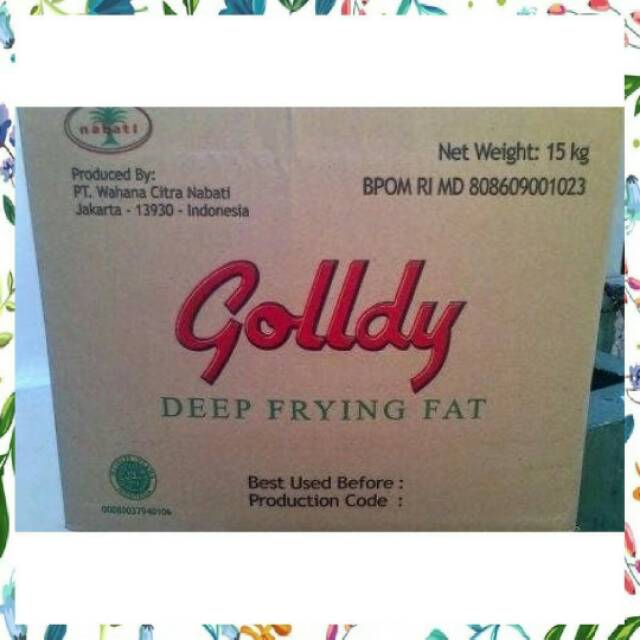 nabati
Produced By:
PT. Wahana Citra Nabati
Jakarta - 13930 - Indonesia
Net Weight: 15 kg
BPOM RI MD 808609001023
Golldy
DEEP FRYING FAT
Best Used Before :
Production Code :